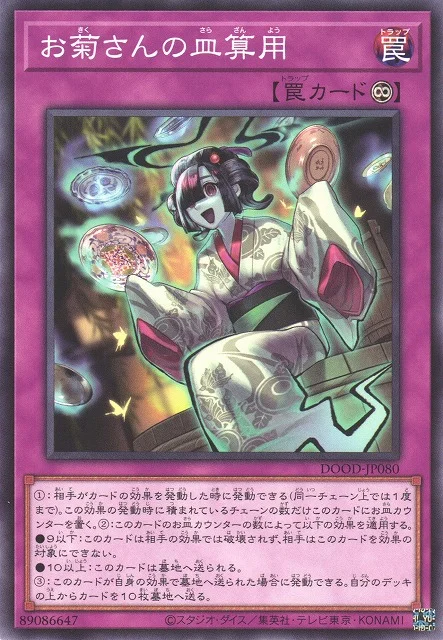 お菊さんの皿算用
罠
【罠カード】
DOOD-JP080
①:相手がカードの効果を発動した時に発動できる(同一チェーン上では1度
まで)。この効果の発動時に積まれているチェーンの数だけこのカードにお皿カウ
ンターを置く。②:このカードのお皿カウンターの数によって以下の効果を適用する。
●9以下:このカードは相手の効果では破壊されず、相手はこのカードを効果の
対象にできない。
●10以上:このカードは墓地へ送られる。
③:このカードが自身の効果で墓地へ送られた場合に発動できる。自分のデッキ
の上からカードを10枚墓地へ送る。
89086647
©スタジオ・ダイス/集英社・テレビ東京・KONAMI